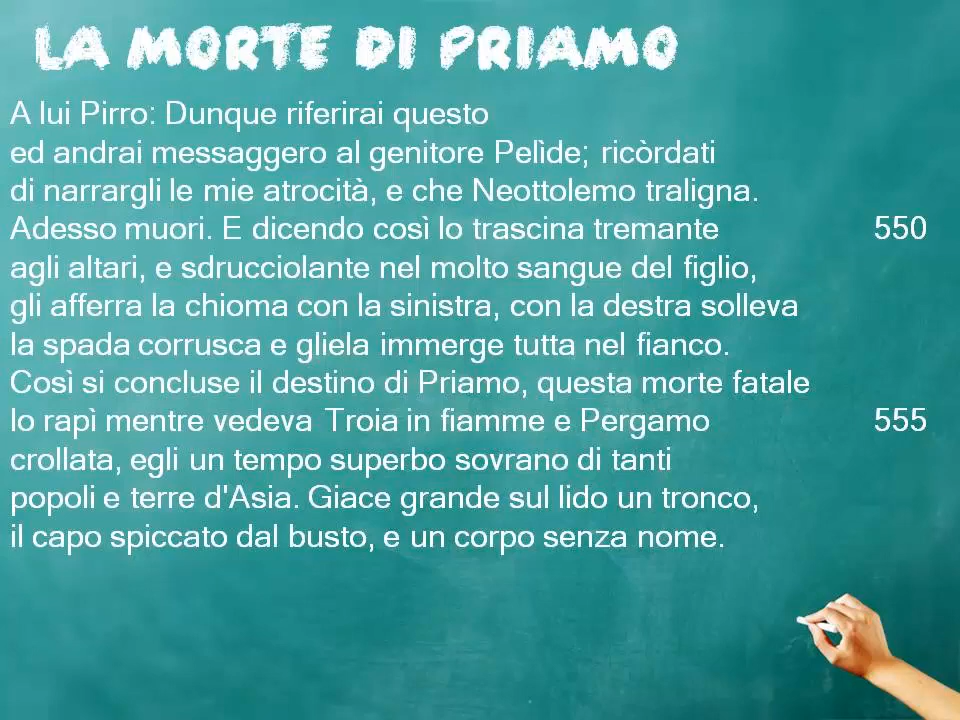 LA MORTE DI PRIAMO
A lui Pirro: Dunque riferirai questo
ed andrai messaggero al genitore Pelìde; ricòrdati
di narrargli le mie atrocità, e che Neottolemo traligna.
Adesso muori. E dicendo così lo trascina tremante 550
agli altari, e sdrucciolante nel molto sangue del figlio,
gli afferra la chioma con la sinistra, con la destra solleva
la spada corrusca e gliela immerge tutta nel fianco.
Così si concluse il destino di Priamo, questa morte fatale
lo rapì mentre vedeva Troia in fiamme e Pergamo 555
crollata, egli un tempo superbo sovrano di tanti
popoli e terre d'Asia. Giace grande sul lido un tronco,
il capo spiccato dal busto, e un corpo senza nome.